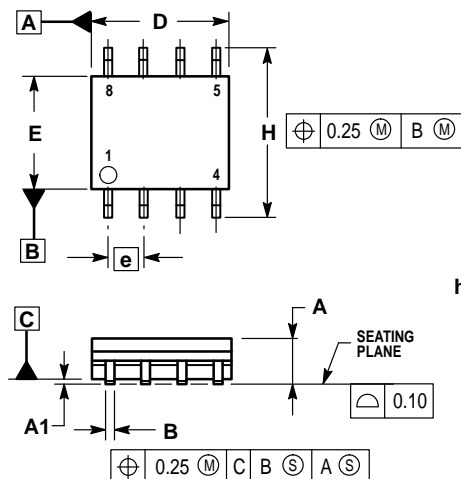 A
D
8 5
E
H
⌖ 0.25 Ⓜ B Ⓜ
1 4
B
e
h
C
A
SEATING
PLANE
⌓ 0.10
A1
B
⌖ 0.25 Ⓜ C B Ⓢ A Ⓢ